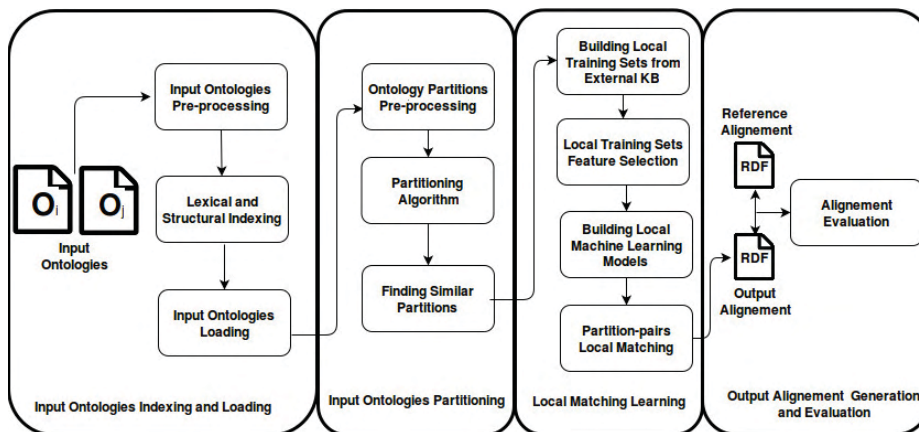 Input Ontologies
Pre-processing
O i
O j
Input
Ontologies
Lexical and
Structural Indexing
Input Ontologies
Loading
Input Ontologies Indexing and Loading
Ontology Partitions
Pre-processing
Partitioning
Algorithm
Finding Similar
Partitions
Input Ontologies Partitioning
Building Local
Training Sets from
External KB
Local Training Sets
Feature Selection
Building Local
Machine Learning
Models
Partition-pairs
Local Matching
Local Matching Learning
Reference
Alignement
RDF
Alignement
Evaluation
RDF
Output
Alignement
Output Alignement Generation
and Evaluation